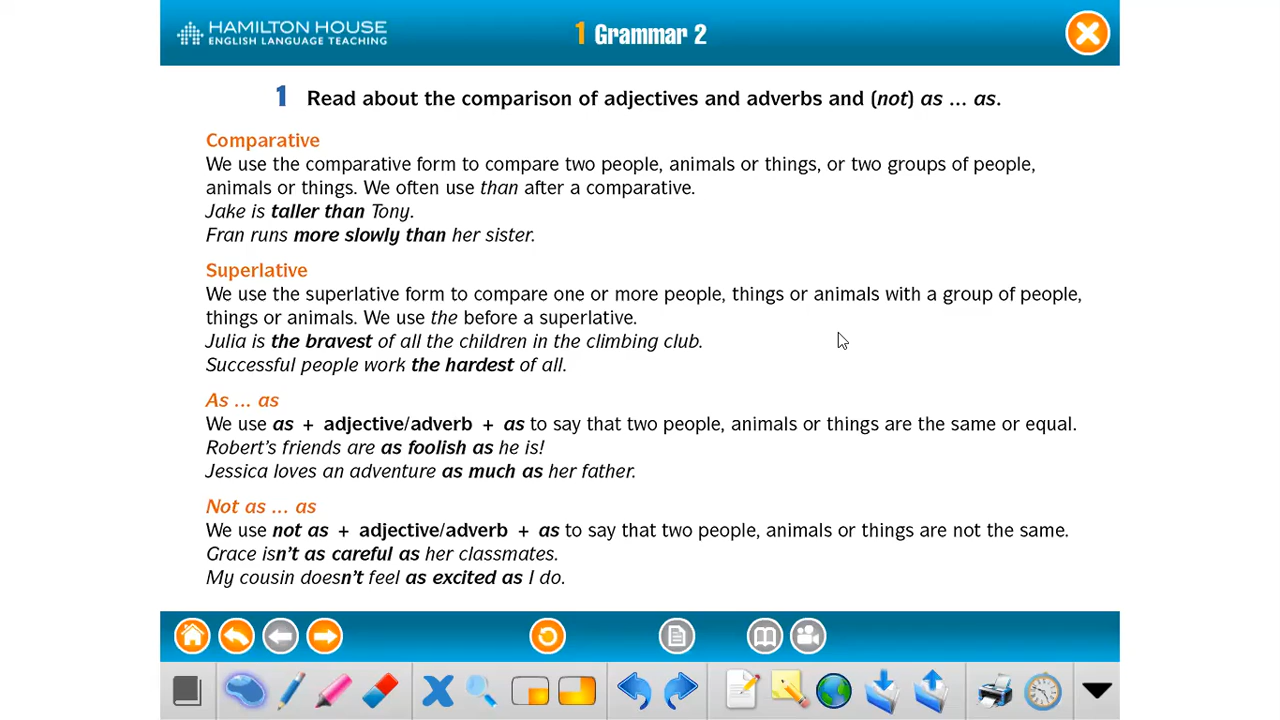 HAMILTON HOUSE
ENGLISH LANGUAGE TEACHING
1 Grammar 2
1 Read about the comparison of adjectives and adverbs and (not) as ... as.
Comparative
We use the comparative form to compare two people, animals or things, or two groups of people,
animals or things. We often use than after a comparative.
Jake is taller than Tony.
Fran runs more slowly than her sister.
Superlative
We use the superlative form to compare one or more people, things or animals with a group of people,
things or animals. We use the before a superlative.
Julia is the bravest of all the children in the climbing club.
Successful people work the hardest of all.
As ... as
We use as + adjective/adverb + as to say that two people, animals or things are the same or equal.
Robert's friends are as foolish as he is!
Jessica loves an adventure as much as her father.
Not as ... as
We use not as + adjective/adverb + as to say that two people, animals or things are not the same.
Grace isn't as careful as her classmates.
My cousin doesn't feel as excited as I do.